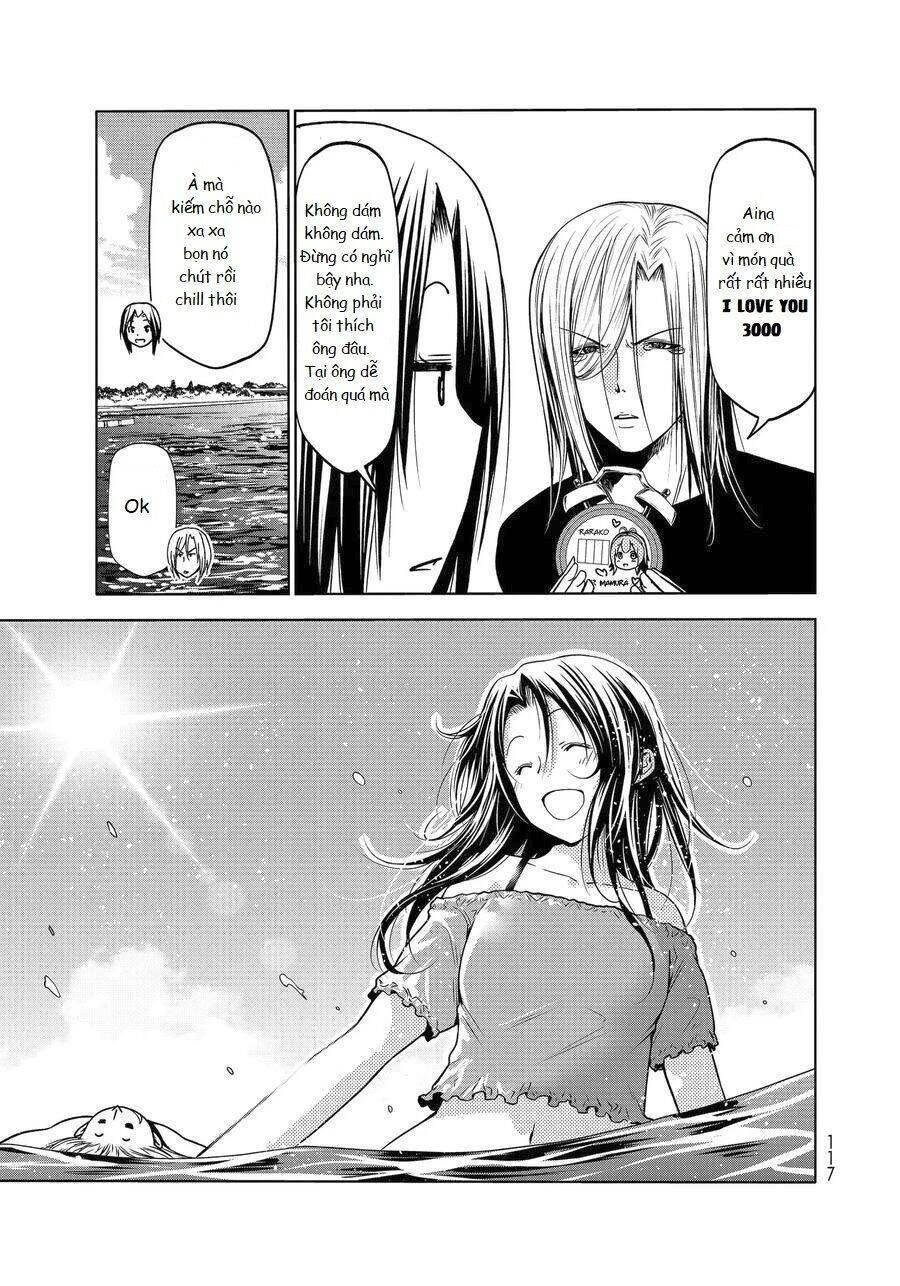 Aina
cảm ơn
vì món quà
rất rất nhiều
I LOVE YOU
3000
RARAKO
MAMURA
Không dám
không dám.
Đừng có nghĩ
bậy nha.
Không phải
tôi thích
ông đâu.
Tại ông dễ
đoán quá mà
À mà
kiếm chỗ nào
xa xa
bọn nó
chút rồi
chill thôi
Ok
117